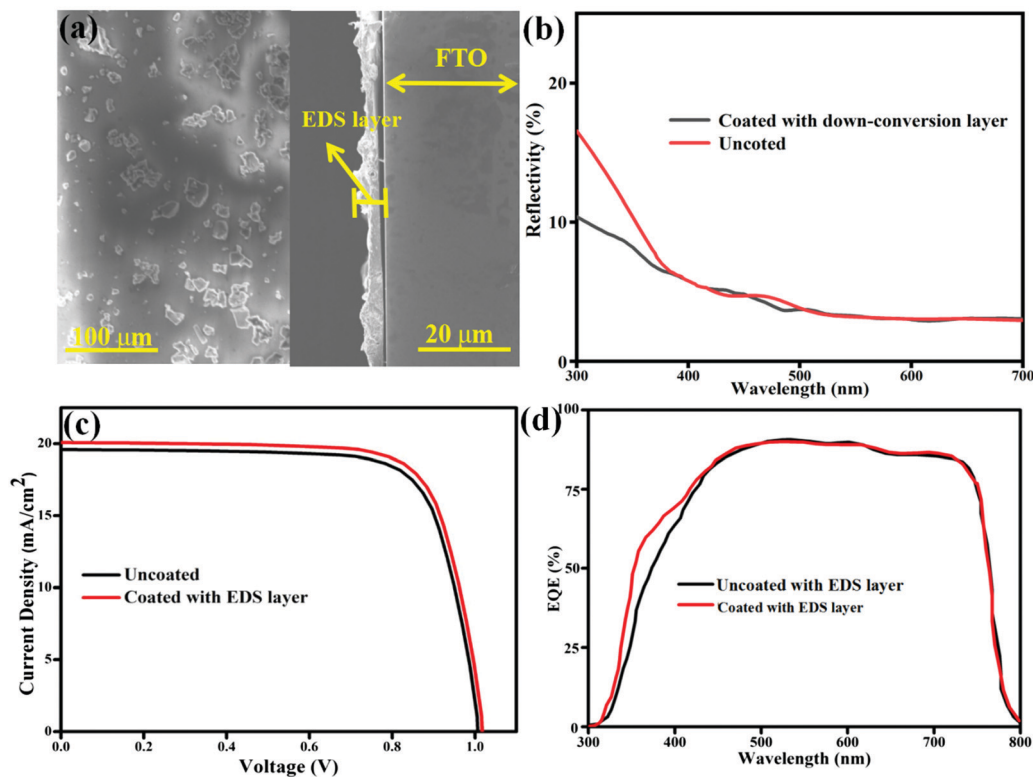 (a)
FTO
EDS layer
100 μm
20 μm
(b)
Reflectivity (%)
20
10
0
Coated with down-conversion layer
Uncoted
300
400
500
600
700
Wavelength (nm)
(c)
Current Density (mA/cm²)
20
15
10
5
0
Uncoated
Coated with EDS layer
0.0
0.2
0.4
0.6
0.8
1.0
Voltage (V)
(d)
EQE (%)
100
75
50
25
0
Uncoated with EDS layer
Coated with EDS layer
300
400
500
600
700
800
Wavelength (nm)